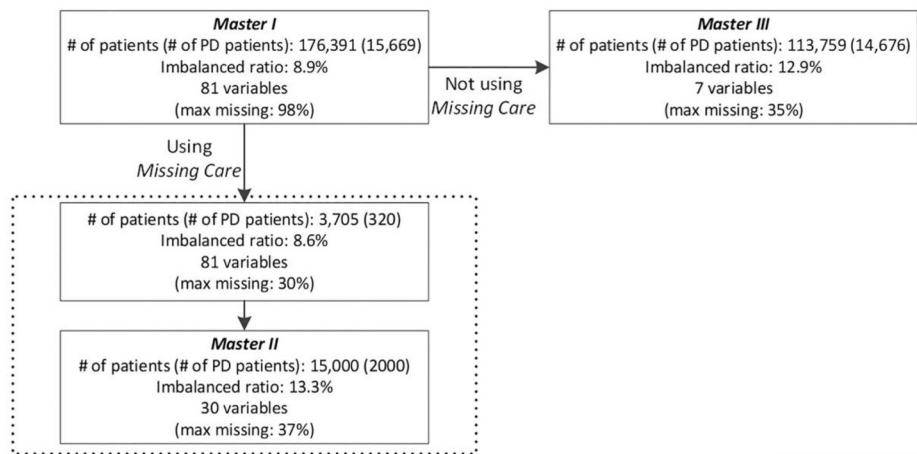 Master I
# of patients (# of PD patients): 176,391 (15,669)
Imbalanced ratio: 8.9%
81 variables
(max missing: 98%)
Not using
Missing Care
Master III
# of patients (# of PD patients): 113,759 (14,676)
Imbalanced ratio: 12.9%
7 variables
(max missing: 35%)
Using
Missing Care
# of patients (# of PD patients): 3,705 (320)
Imbalanced ratio: 8.6%
81 variables
(max missing: 30%)
Master II
# of patients (# of PD patients): 15,000 (2000)
Imbalanced ratio: 13.3%
30 variables
(max missing: 37%)